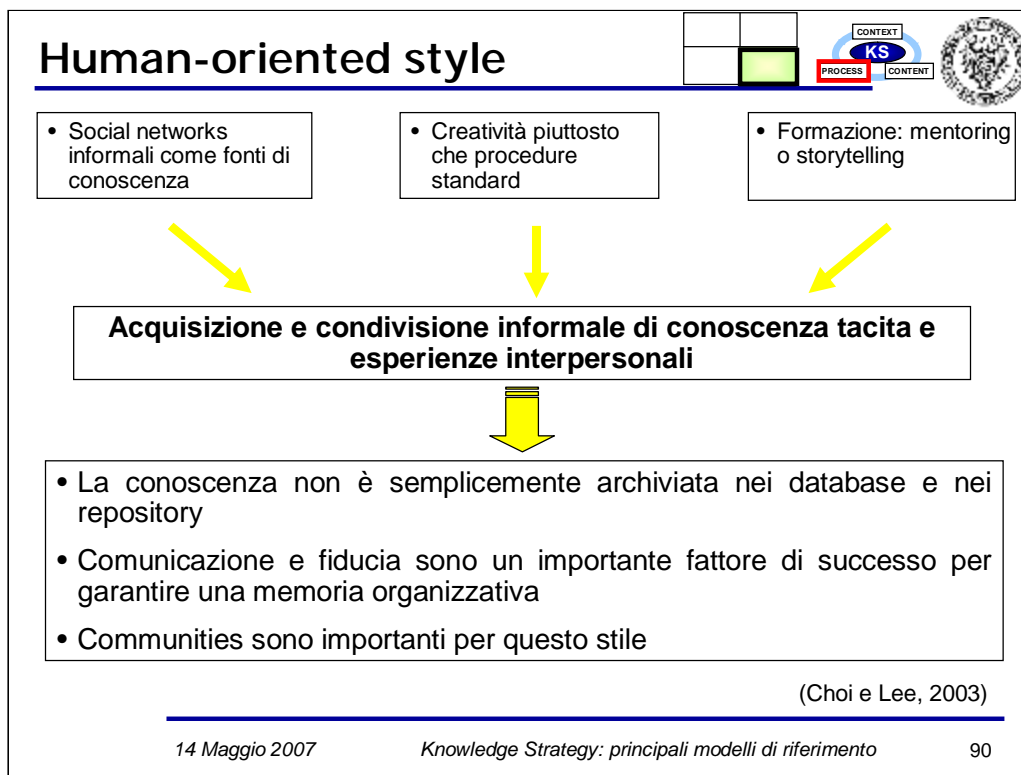 Human-oriented style
CONTEXT
KS
PROCESS
CONTENT
• Social networks
informali come fonti di
conoscenza
• Creatività piuttosto
che procedure
standard
• Formazione: mentoring
o storytelling
Acquisizione e condivisione informale di conoscenza tacita e
esperienze interpersonali
• La conoscenza non è semplicemente archiviata nei database e nei
repository
• Comunicazione e fiducia sono un importante fattore di successo per
garantire una memoria organizzativa
• Communities sono importanti per questo stile
(Choi e Lee, 2003)
14 Maggio 2007
Knowledge Strategy: principali modelli di riferimento
90